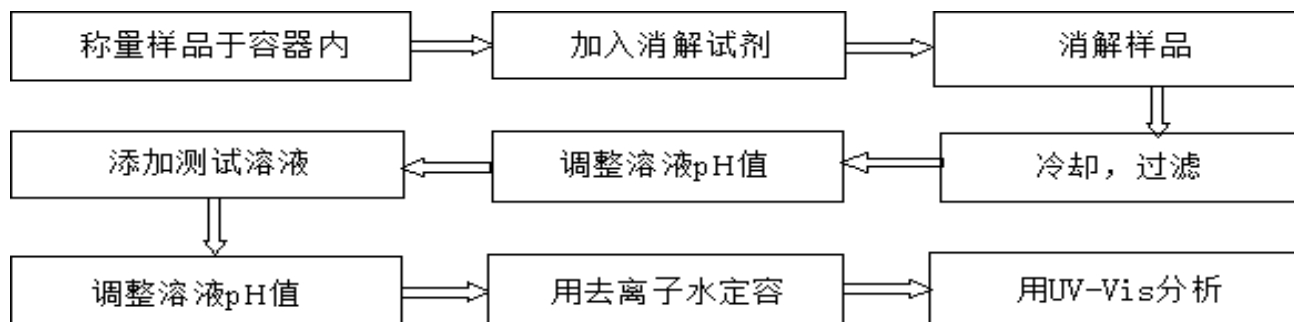 称量样品于容器内
加入消解试剂
消解样品
冷却，过滤
调整溶液pH值
添加测试溶液
调整溶液pH值
用去离子水定容
用UV-Vis分析